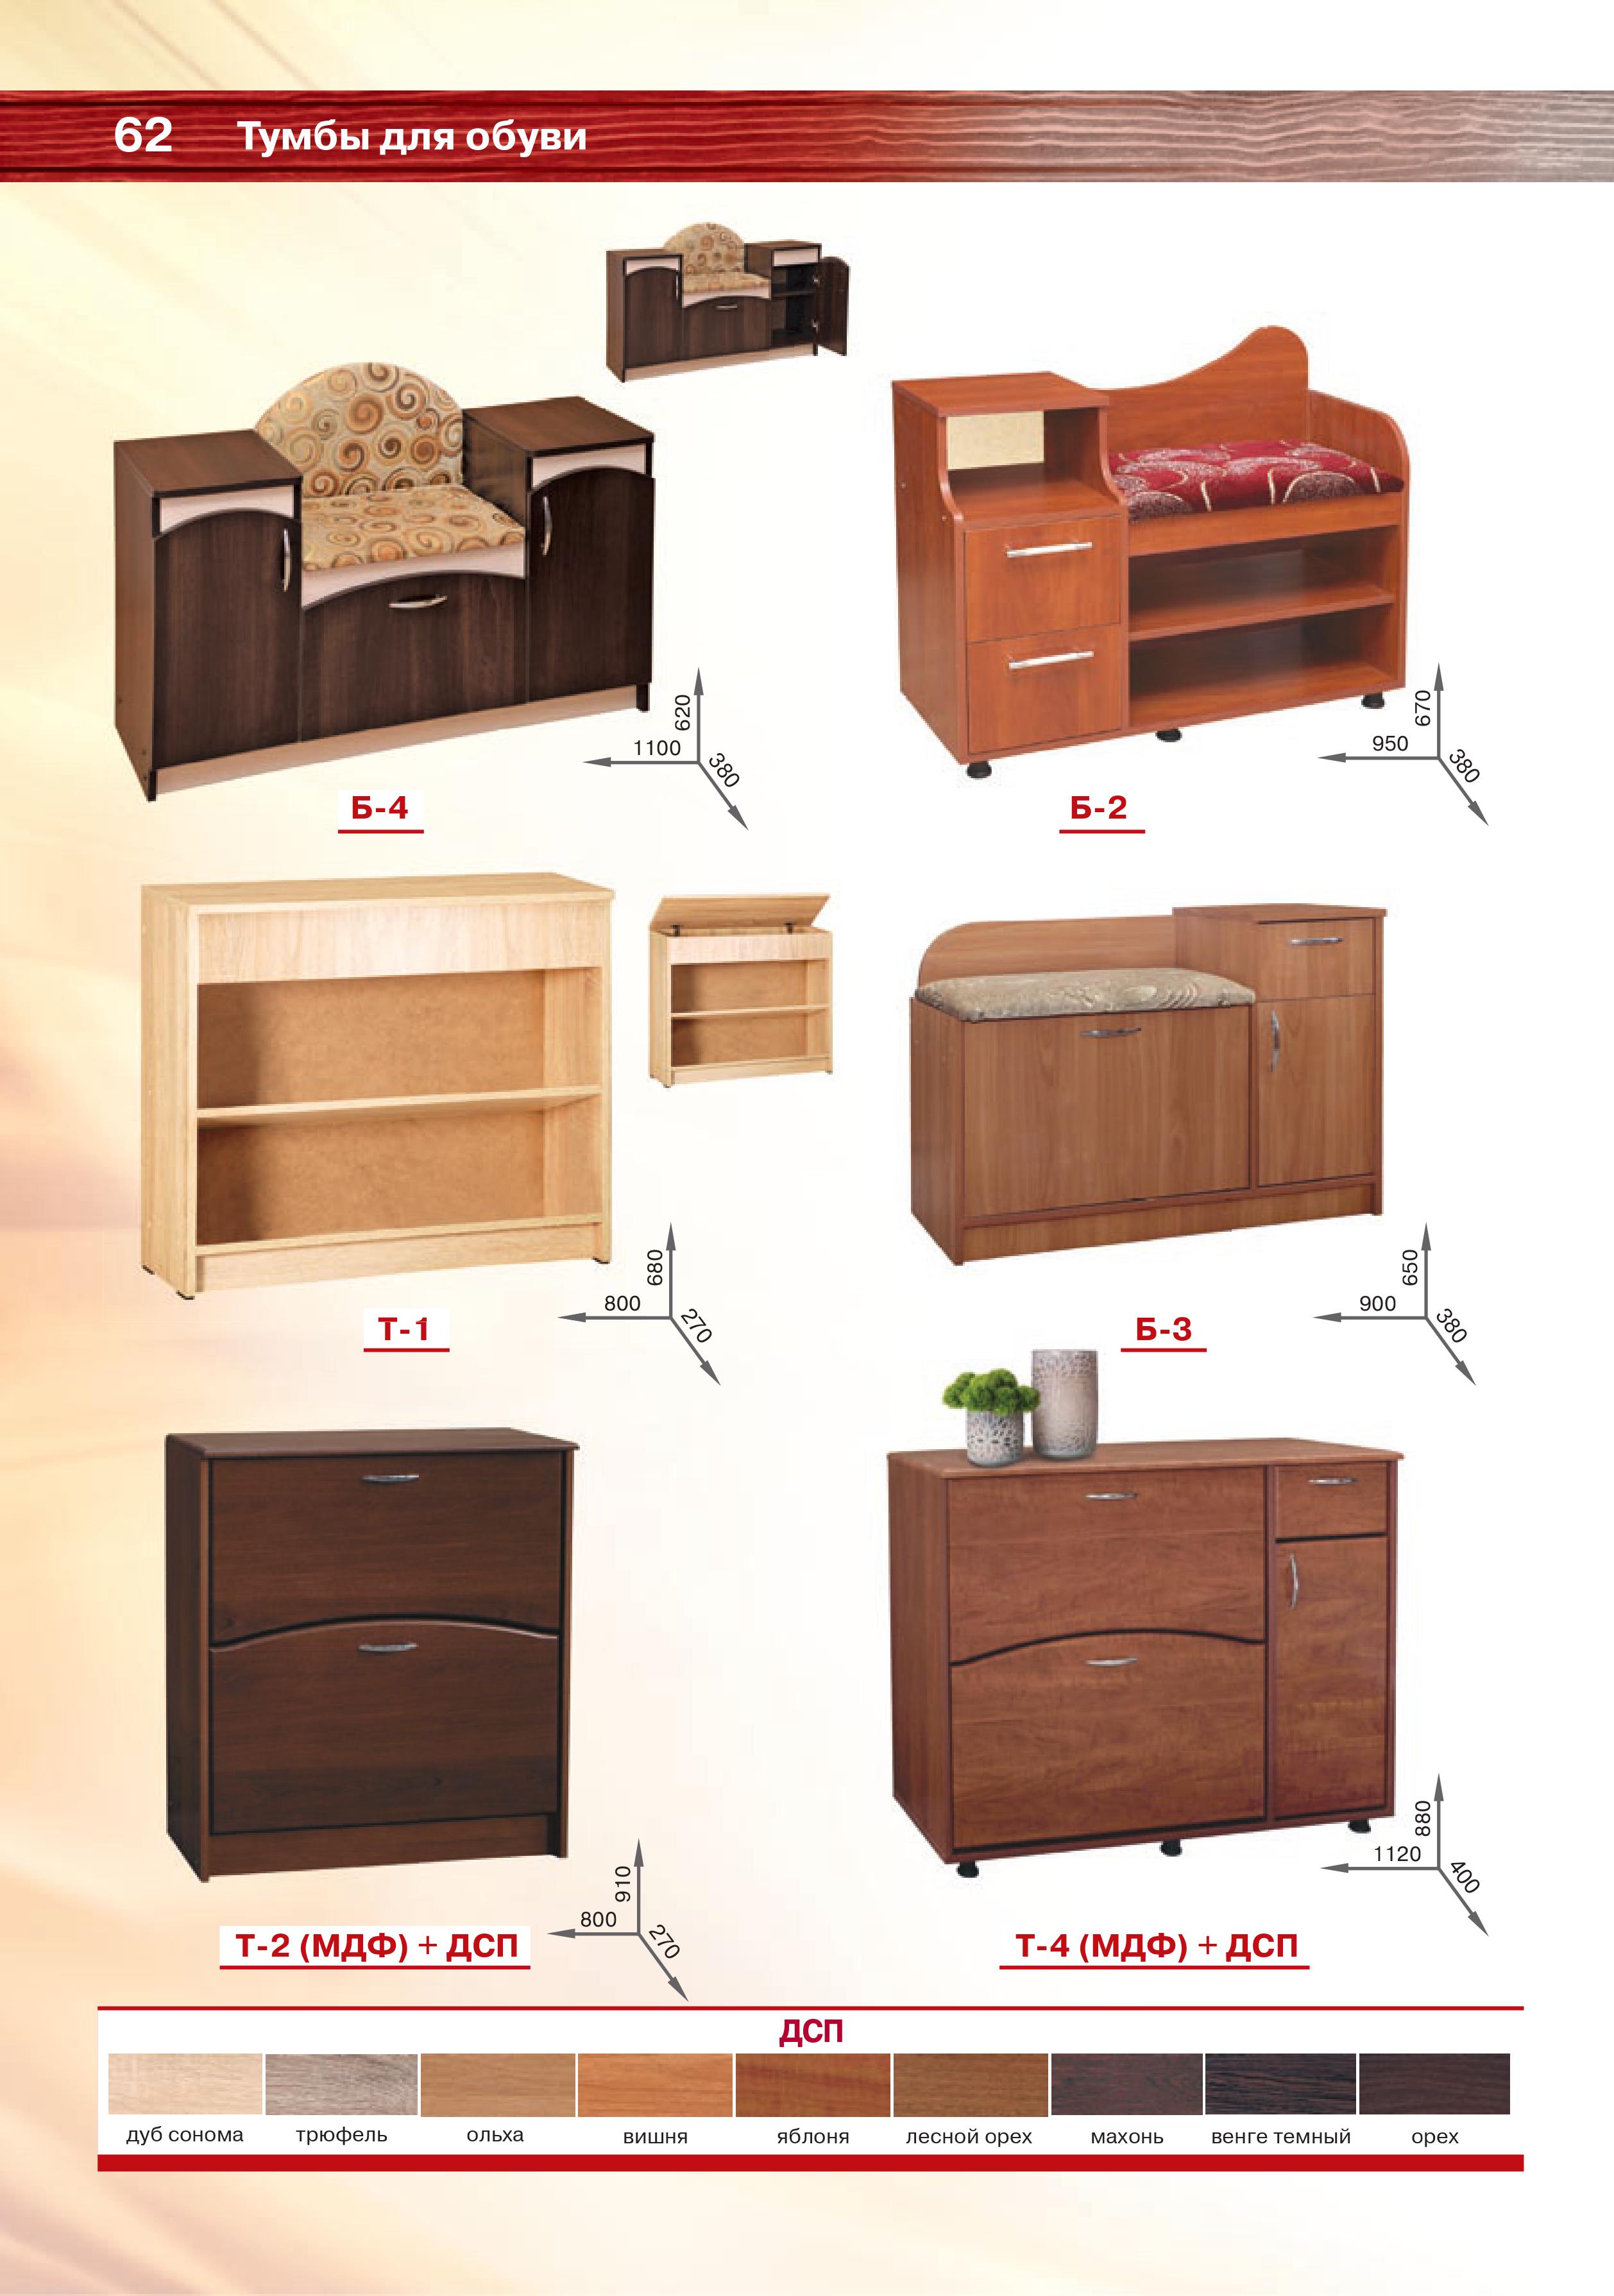 62 Тумбы для обуви
620
1100
380
Б-4
670
950
380
Б-2
680
800
270
Т-1
650
900
380
Б-3
910
800
270
Т-2 (МДФ) + ДСП
880
1120
400
Т-4 (МДФ) + ДСП
ДСП
дуб сонома трюфель ольха вишня яблоня лесной орех махонь венге темный орех